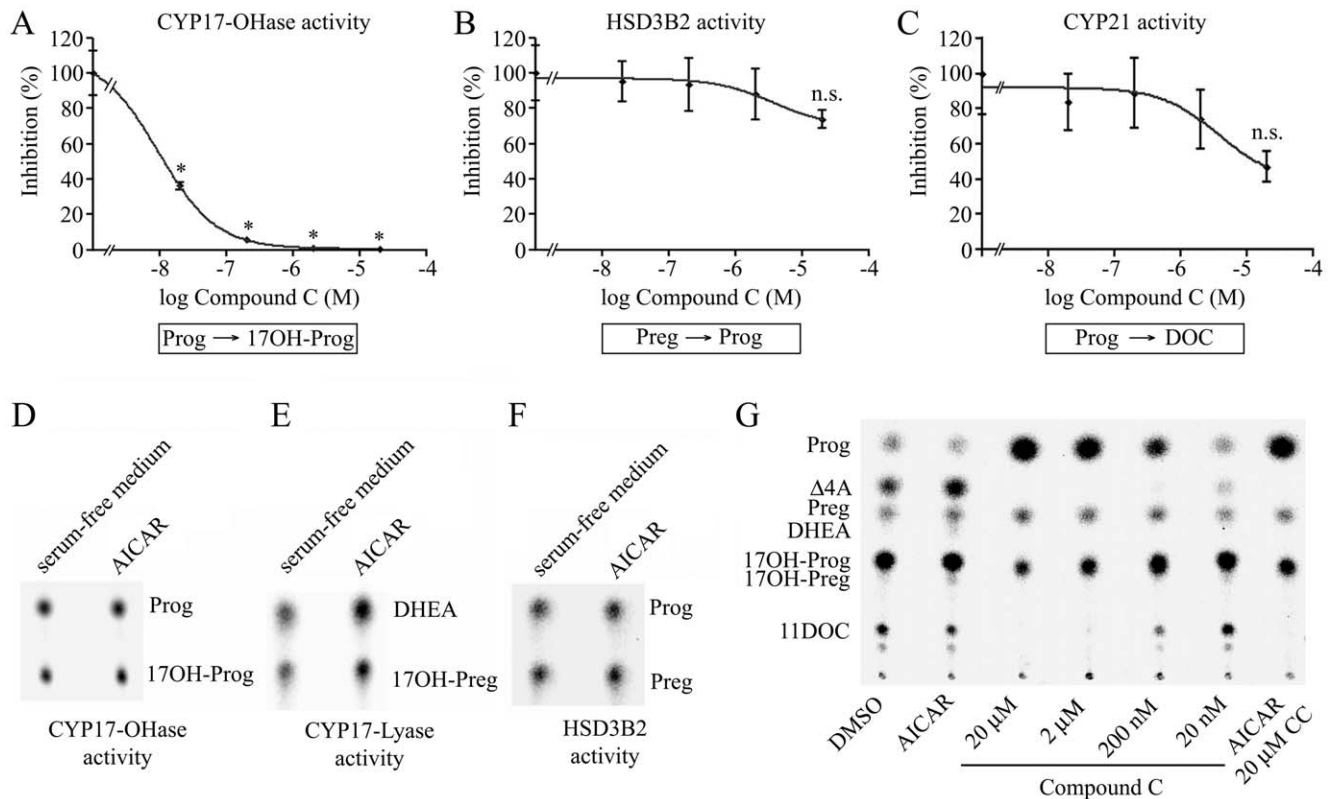 A
CYP17-OHase activity
120
100
80
60
40
20
0
Inhibition (%)
*
*
*
*
-8
-7
-6
-5
-4
log Compound C (M)
Prog → 17OH-Prog
B
HSD3B2 activity
120
100
80
60
40
20
0
Inhibition (%)
n.s.
-8
-7
-6
-5
-4
log Compound C (M)
Preg → Prog
C
CYP21 activity
120
100
80
60
40
20
0
Inhibition (%)
n.s.
-8
-7
-6
-5
-4
log Compound C (M)
Prog → DOC
D
serum-free medium
AICAR
Prog
17OH-Prog
CYP17-OHase
activity
E
serum-free medium
AICAR
DHEA
17OH-Preg
CYP17-Lyase
activity
F
serum-free medium
AICAR
Prog
Preg
HSD3B2
activity
G
Prog
Δ4A
Preg
DHEA
17OH-Prog
17OH-Preg
11DOC
DMSO
AICAR
20 µM
2 µM
200 nM
20 nM
AICAR
20 µM CC
Compound C